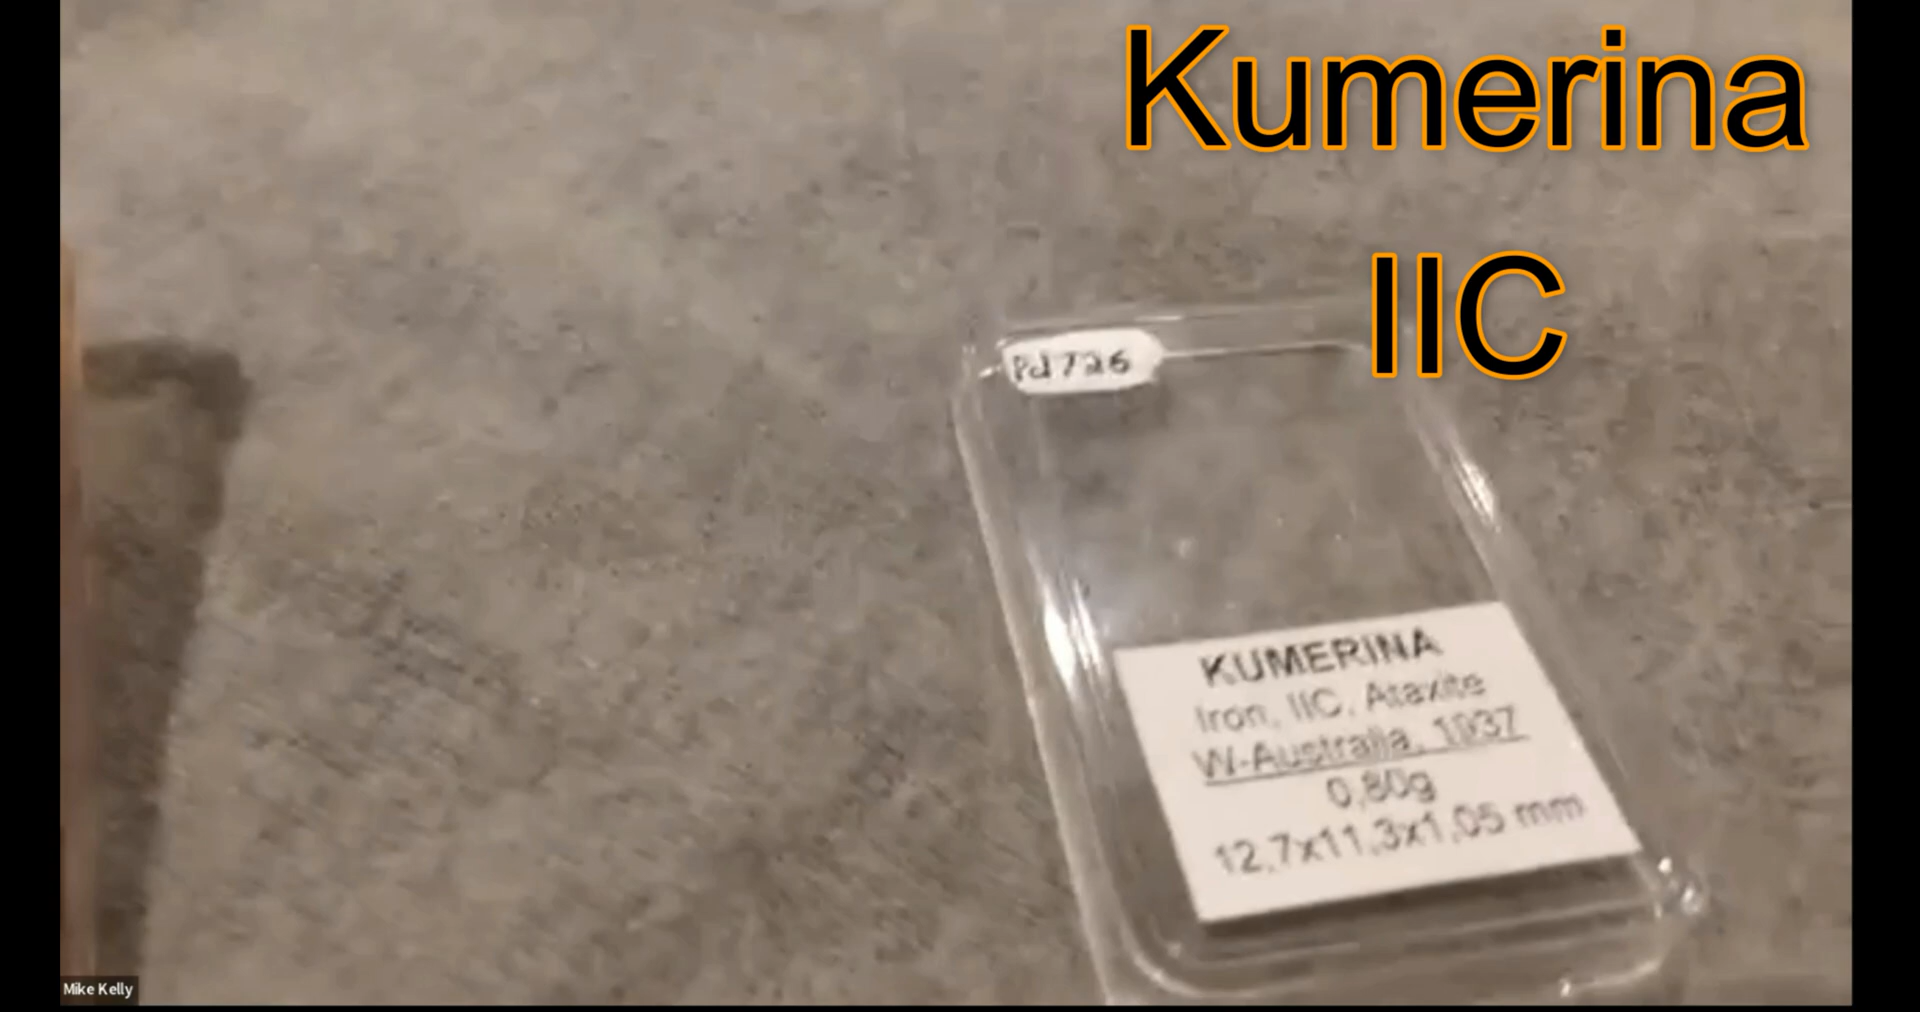 Kumerina
IIC
Pd726
KUMERINA
Iron, IIC, Ataxite
W-Australia, 1937
0,80g
12,7x11,3x1,05 mm
Mike Kelly